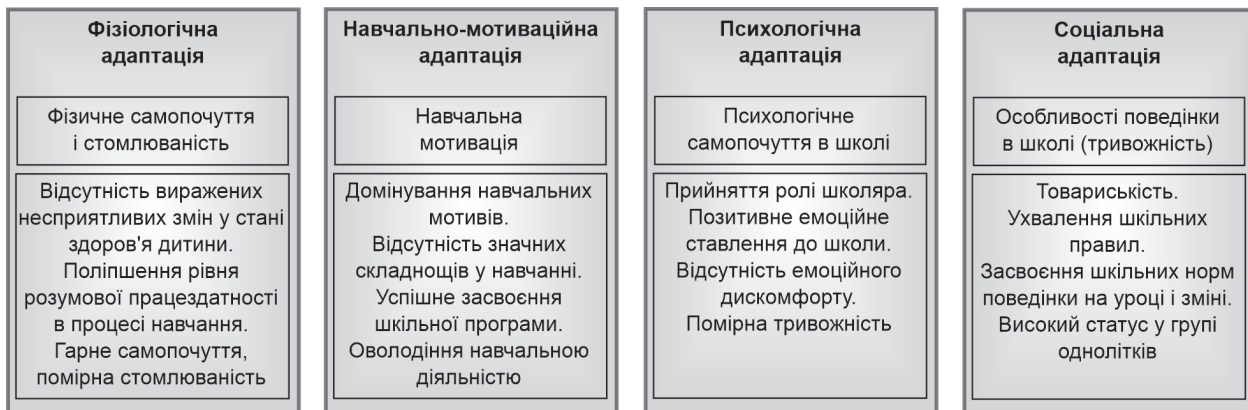 Фізіологічна
адаптація
Фізичне самопочуття
і стомлюваність
Відсутність виражених
несприятливих змін у стані
здоров'я дитини.
Поліпшення рівня
розумової працездатності
в процесі навчання.
Гарне самопочуття,
помірна стомлюваність
Навчально-мотиваційна
адаптація
Навчальна
мотивація
Домінування навчальних
мотивів.
Відсутність значних
складнощів у навчанні.
Успішне засвоєння
шкільної програми.
Оволодіння навчальною
діяльністю
Психологічна
адаптація
Психологічне
самопочуття в школі
Прийняття ролі школяра.
Позитивне емоційне
ставлення до школи.
Відсутність емоційного
дискомфорту.
Помірна тривожність
Соціальна
адаптація
Особливості поведінки
в школі (тривожність)
Товариськість.
Ухвалення шкільних
правил.
Засвоєння шкільних норм
поведінки на уроці і зміні.
Високий статус у групі
однолітків